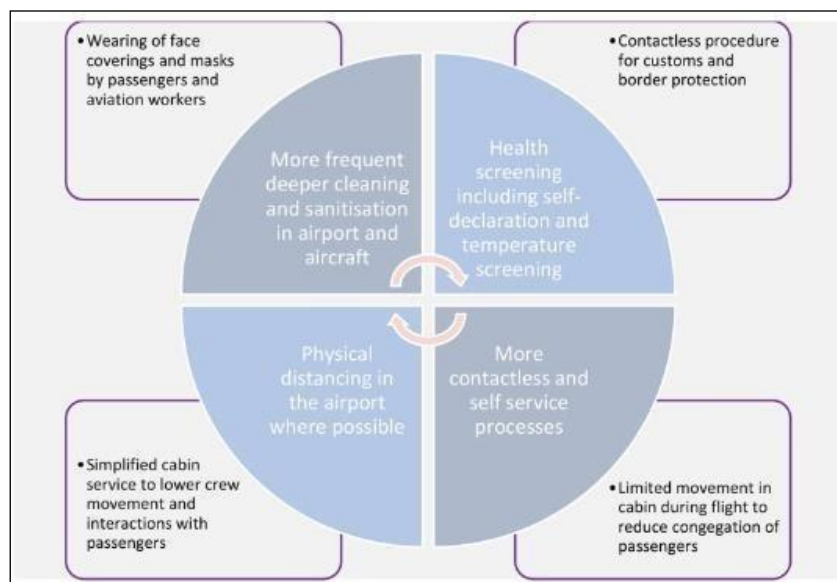 •Wearing of face
coverings and masks
by passengers and
aviation workers
•Contactless procedure
for customs and
border protection
More frequent
deeper cleaning
and sanitisation
in airport and
aircraft
Health
screening
including self-
declaration and
temperature
screening
Physical
distancing in
the airport
where possible
More
contactless and
self service
processes
•Simplified cabin
service to lower crew
movement and
interactions with
passengers
•Limited movement in
cabin during flight to
reduce congegation of
passengers